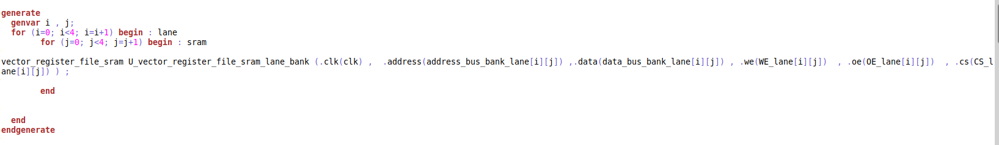 generate
  genvar i , j;
  for (i=0; i<4; i=i+1) begin : lane
        for (j=0; j<4; j=j+1) begin : sram
vector_register_file_sram U_vector_register_file_sram_lane_bank (.clk(clk) ,  .address(address_bus_bank_lane[i][j]) ,.data(data_bus_bank_lane[i][j]) , .we(WE_lane[i][j])  , .oe(OE_lane[i][j])  , .cs(CS_l
ane[i][j]) ) ;
        end
  end
endgenerate